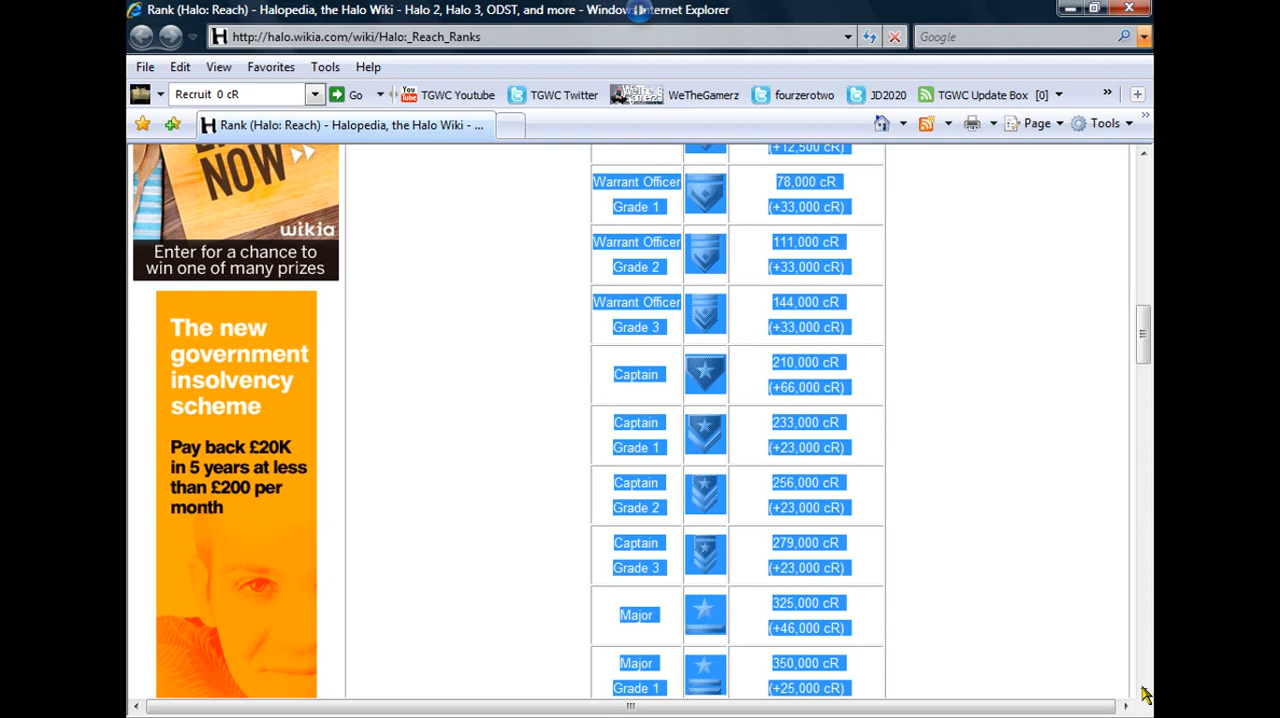 Rank (Halo: Reach) - Halopedia, the Halo Wiki - Halo 2, Halo 3, ODST, and more - Windows Internet Explorer
http://halo.wikia.com/wiki/Halo:_Reach_Ranks
Google
File Edit View Favorites Tools Help
Recruit 0 cR
Go
You Tube
TGWC Youtube
TGWC Twitter
WeTheGamerz
fourzerotwo
JD2020
TGWC Update Box [0]
Rank (Halo: Reach) - Halopedia, the Halo Wiki - ...
Page
Tools
NOW
wikia
Enter for a chance to
win one of many prizes
The new
government
insolvency
scheme
Pay back £20K
in 5 years at less
than £200 per
month
(+12,500 cR)
Warrant Officer
Grade 1
78,000 cR
(+33,000 cR)
Warrant Officer
Grade 2
111,000 cR
(+33,000 cR)
Warrant Officer
Grade 3
144,000 cR
(+33,000 cR)
Captain
210,000 cR
(+66,000 cR)
Captain
Grade 1
233,000 cR
(+23,000 cR)
Captain
Grade 2
256,000 cR
(+23,000 cR)
Captain
Grade 3
279,000 cR
(+23,000 cR)
Major
325,000 cR
(+46,000 cR)
Major
Grade 1
350,000 cR
(+25,000 cR)